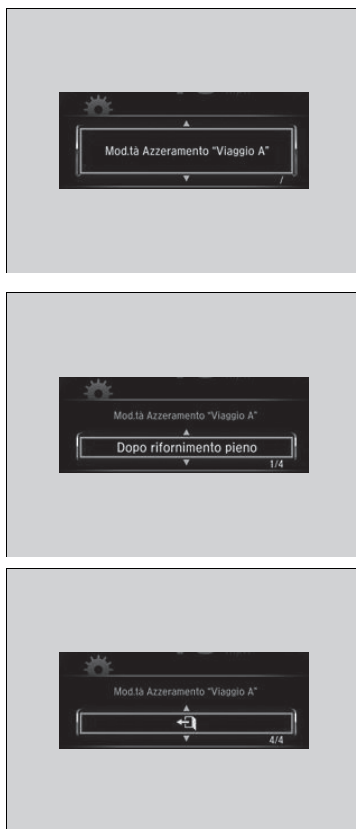 Mod.tà Azzeramento "Viaggio A"
/
Mod.tà Azzeramento "Viaggio A"
Dopo rifornimento pieno
1/4
Mod.tà Azzeramento "Viaggio A"
4/4